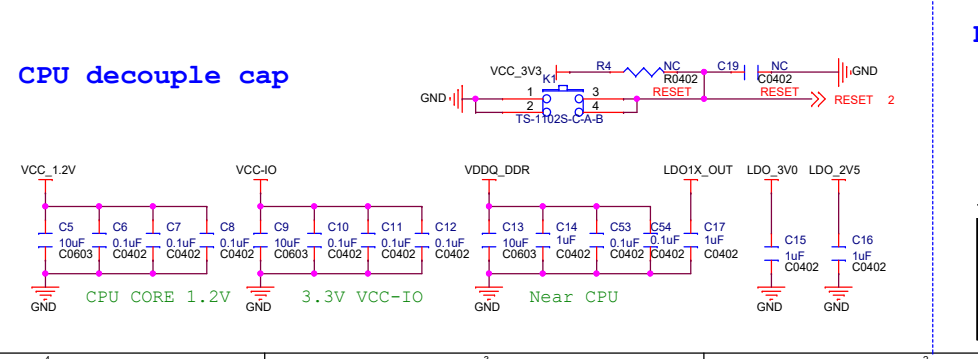 CPU decouple cap
VCC_3V3
R4
NC
R0402
RESET
C19
NC
C0402
RESET
GND
K1
GND
1
2
3
4
TS-1102S-C-A-B
RESET 2
VCC_1.2V
VCC-IO
VDDQ_DDR
LDO1X_OUT
LDO_3V0
LDO_2V5
C5
10uF
C0603
C6
0.1uF
C0402
C7
0.1uF
C0402
C8
0.1uF
C0402
C9
10uF
C0603
C10
0.1uF
C0402
C11
0.1uF
C0402
C12
0.1uF
C0402
C13
10uF
C0603
C14
1uF
C0402
C53
0.1uF
C0402
C54
0.1uF
C0402
C17
1uF
C0402
C15
1uF
C0402
C16
1uF
C0402
GND
CPU CORE 1.2V
GND
3.3V VCC-IO
GND
Near CPU
GND
GND